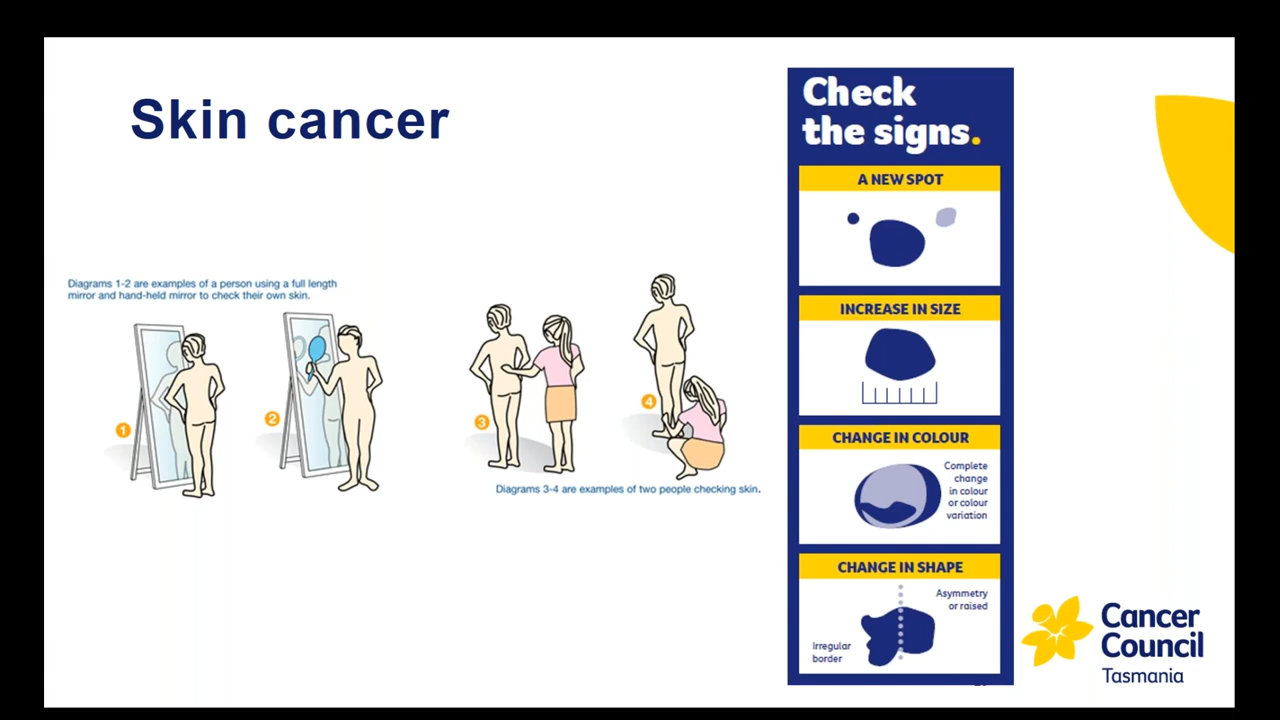 Skin cancer
Diagrams 1-2 are examples of a person using a full length
mirror and hand-held mirror to check their own skin.
1
2
3
4
Diagrams 3-4 are examples of two people checking skin.
Check
the signs.
A NEW SPOT
INCREASE IN SIZE
CHANGE IN COLOUR
Complete
change
in colour
or colour
variation
CHANGE IN SHAPE
Asymmetry
or raised
Irregular
border
Cancer
Council
Tasmania